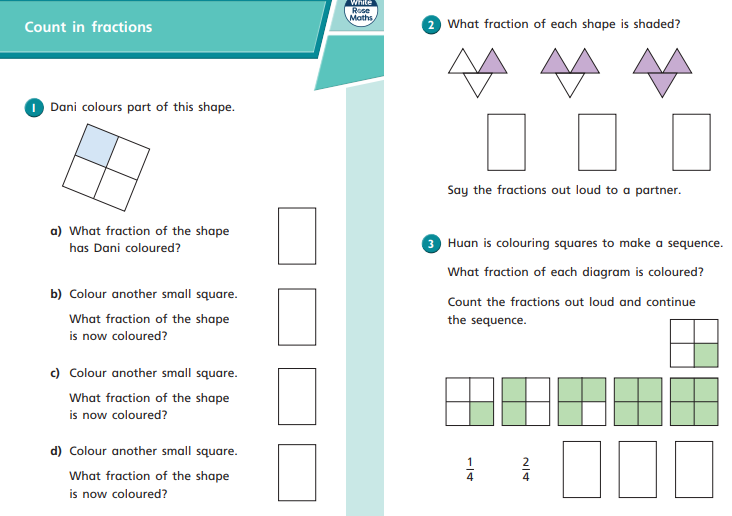 Count in fractions
White
Rose
Maths
1 Dani colours part of this shape.
a) What fraction of the shape
has Dani coloured?
b) Colour another small square.
What fraction of the shape
is now coloured?
c) Colour another small square.
What fraction of the shape
is now coloured?
d) Colour another small square.
What fraction of the shape
is now coloured?
2 What fraction of each shape is shaded?
Say the fractions out loud to a partner.
3 Huan is colouring squares to make a sequence.
What fraction of each diagram is coloured?
Count the fractions out loud and continue
the sequence.
1/4 2/4